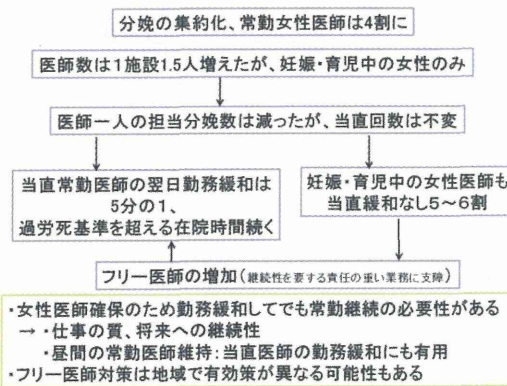 分娩の集約化、常勤女性医師は4割に
医師数は1施設1.5人増えたが、妊娠・育児中の女性のみ
医師一人の担当分娩数は減ったが、当直回数は不変
当直常勤医師の翌日勤務緩和は
5分の1、
過労死基準を超える在院時間続く
妊娠・育児中の女性医師も
当直緩和なし5～6割
フリー医師の増加(継続性を要する責任の重い業務に支障)
・女性医師確保のため勤務緩和してでも常勤継続の必要性がある
→ ・仕事の質、将来への継続性
・昼間の常勤医師維持：当直医師の勤務緩和にも有用
・フリー医師対策は地域で有効策が異なる可能性もある